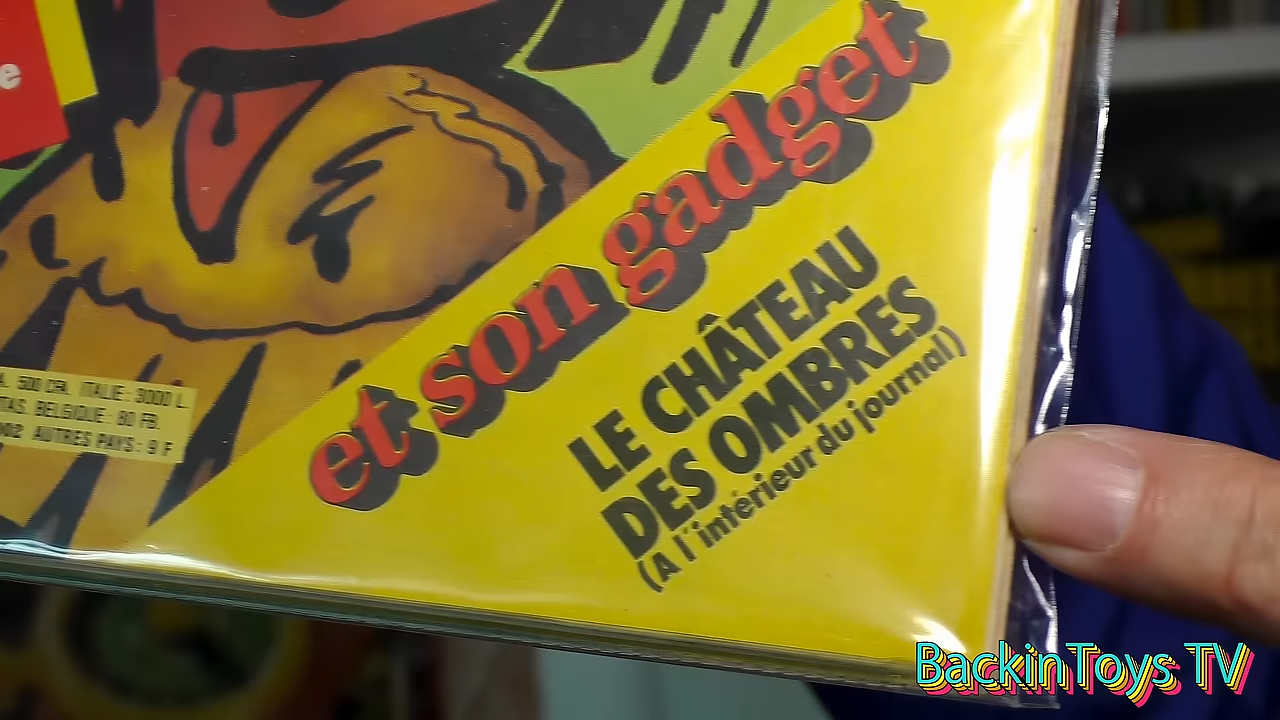 e
et son gadget
LE CHÂTEAU
DES OMBRES
(A l'intérieur du journal)
500 CFA. ITALIE : 3000 L.
BELGIQUE : 80 FB.
AUTRES PAYS : 9 F
BackinToys TV